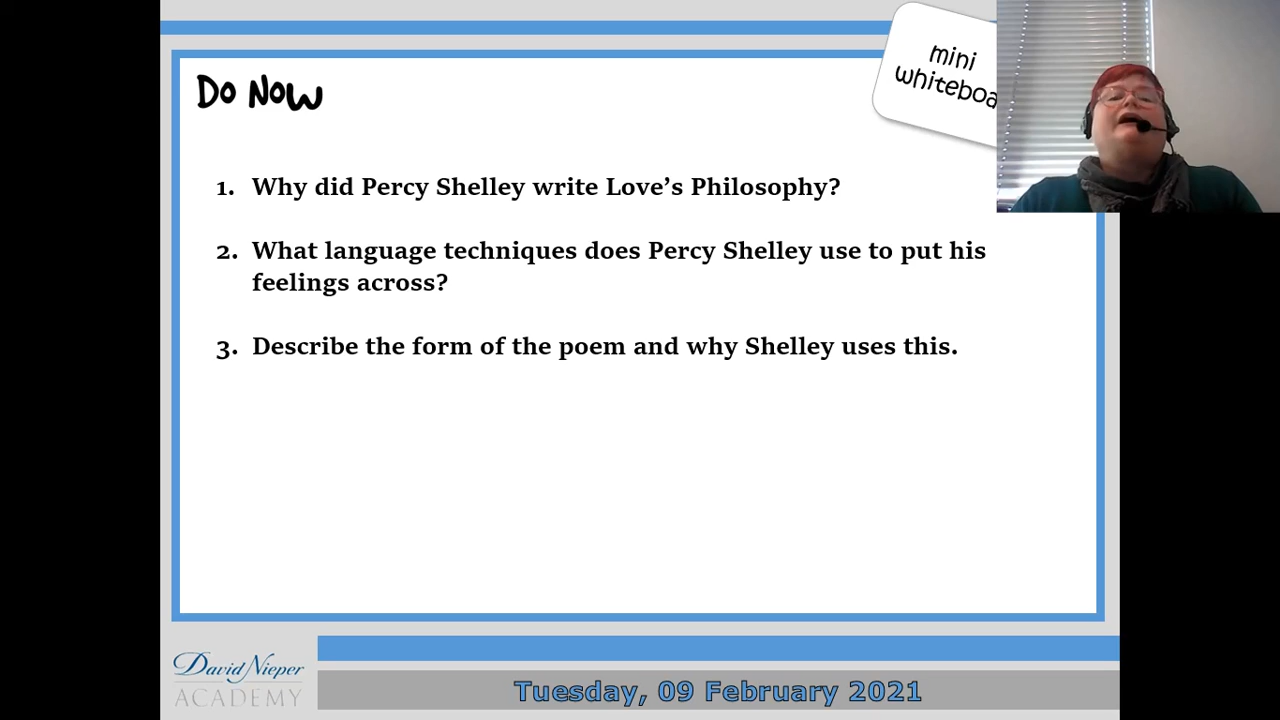 Do Now
mini
whiteboa
1. Why did Percy Shelley write Love's Philosophy?
2. What language techniques does Percy Shelley use to put his
feelings across?
3. Describe the form of the poem and why Shelley uses this.
David Nieper
ACADEMY
Tuesday, 09 February 2021